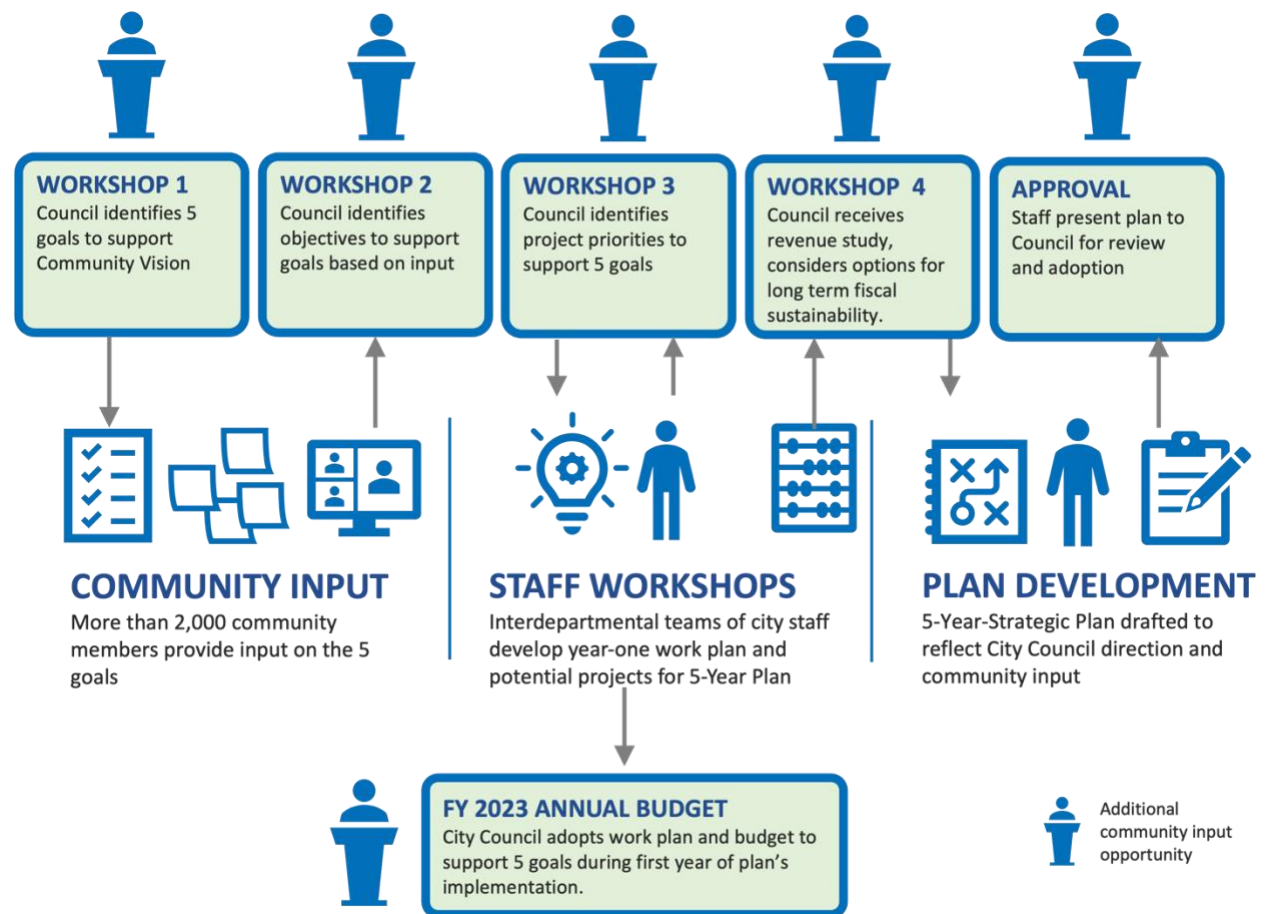 WORKSHOP 1
Council identifies 5
goals to support
Community Vision
WORKSHOP 2
Council identifies
objectives to support
goals based on input
WORKSHOP 3
Council identifies
project priorities to
support 5 goals
WORKSHOP 4
Council receives
revenue study,
considers options for
long term fiscal
sustainability.
APPROVAL
Staff present plan to
Council for review
and adoption
COMMUNITY INPUT
More than 2,000 community
members provide input on the 5
goals
STAFF WORKSHOPS
Interdepartmental teams of city staff
develop year-one work plan and
potential projects for 5-Year Plan
PLAN DEVELOPMENT
5-Year-Strategic Plan drafted to
reflect City Council direction and
community input
FY 2023 ANNUAL BUDGET
City Council adopts work plan and budget to
support 5 goals during first year of plan’s
implementation.
Additional
community input
opportunity